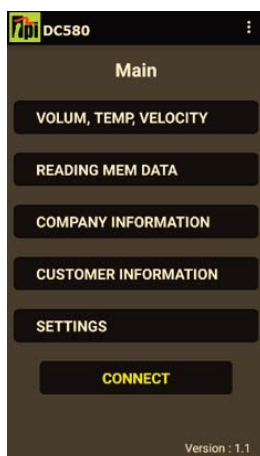 TPI DC580
Main
VOLUM, TEMP, VELOCITY
READING MEM DATA
COMPANY INFORMATION
CUSTOMER INFORMATION
SETTINGS
CONNECT
Version : 1.1